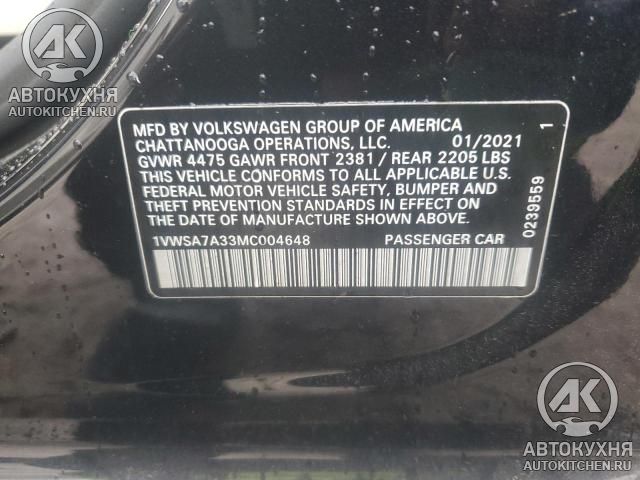 АК
АВТОКУХНЯ
AUTOKITCHEN.RU
MFD BY VOLKSWAGEN GROUP OF AMERICA
CHATTANOOGA OPERATIONS, LLC. 01/2021
GVWR 4475 GAWR FRONT 2381 / REAR 2205 LBS
THIS VEHICLE CONFORMS TO ALL APPLICABLE U.S.
FEDERAL MOTOR VEHICLE SAFETY, BUMPER AND
THEFT PREVENTION STANDARDS IN EFFECT ON
THE DATE OF MANUFACTURE SHOWN ABOVE.
1VWSA7A33MC004648 PASSENGER CAR
0239559 1
АК
АВТОКУХНЯ
AUTOKITCHEN.RU